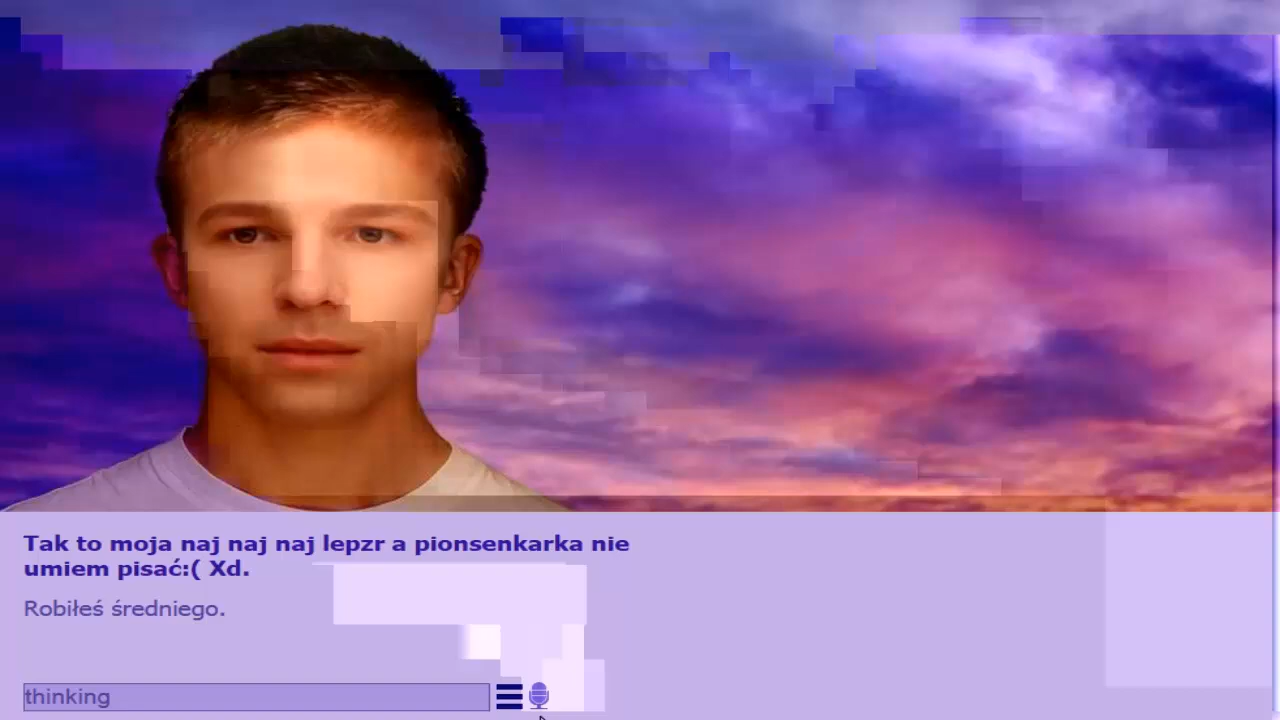 Tak to moja naj naj naj lepzr a pionsenkarka nie
umiem pisać:( Xd.
Robiłeś średniego.
thinking